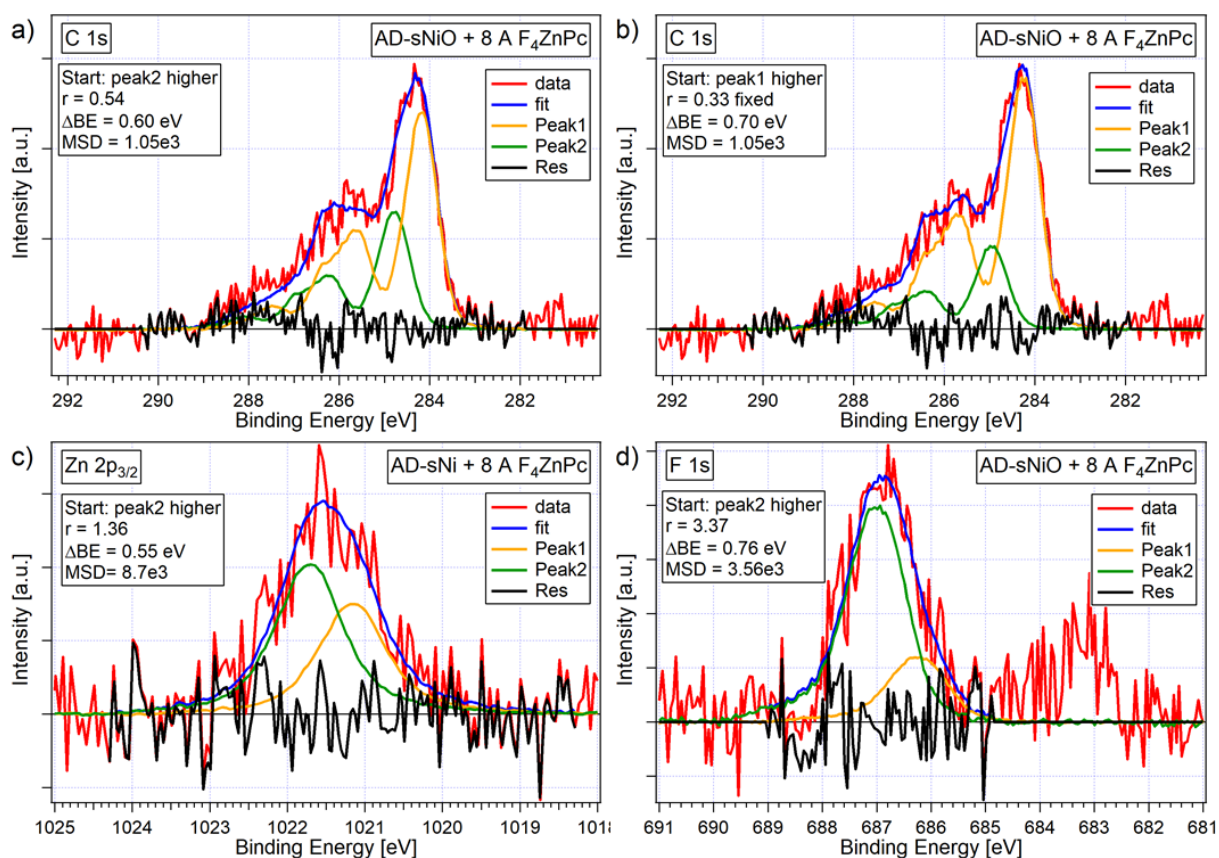 a)
C 1s
AD-sNiO + 8 A F₄ZnPc
Start: peak2 higher
r = 0.54
ΔBE = 0.60 eV
MSD = 1.05e3
data
fit
Peak1
Peak2
Res
Intensity [a.u.]
292 290 288 286 284 282
Binding Energy [eV]
b)
C 1s
AD-sNiO + 8 A F₄ZnPc
Start: peak1 higher
r = 0.33 fixed
ΔBE = 0.70 eV
MSD = 1.05e3
data
fit
Peak1
Peak2
Res
Intensity [a.u.]
292 290 288 286 284 282
Binding Energy [eV]
c)
Zn 2p₃/₂
AD-sNi + 8 A F₄ZnPc
Start: peak2 higher
r = 1.36
ΔBE = 0.55 eV
MSD= 8.7e3
data
fit
Peak1
Peak2
Res
Intensity [a.u.]
1025 1024 1023 1022 1021 1020 1019 1018
Binding Energy [eV]
d)
F 1s
AD-sNiO + 8 A F₄ZnPc
Start: peak2 higher
r = 3.37
ΔBE = 0.76 eV
MSD = 3.56e3
data
fit
Peak1
Peak2
Res
Intensity [a.u.]
691 690 689 688 687 686 685 684 683 682 681
Binding Energy [eV]